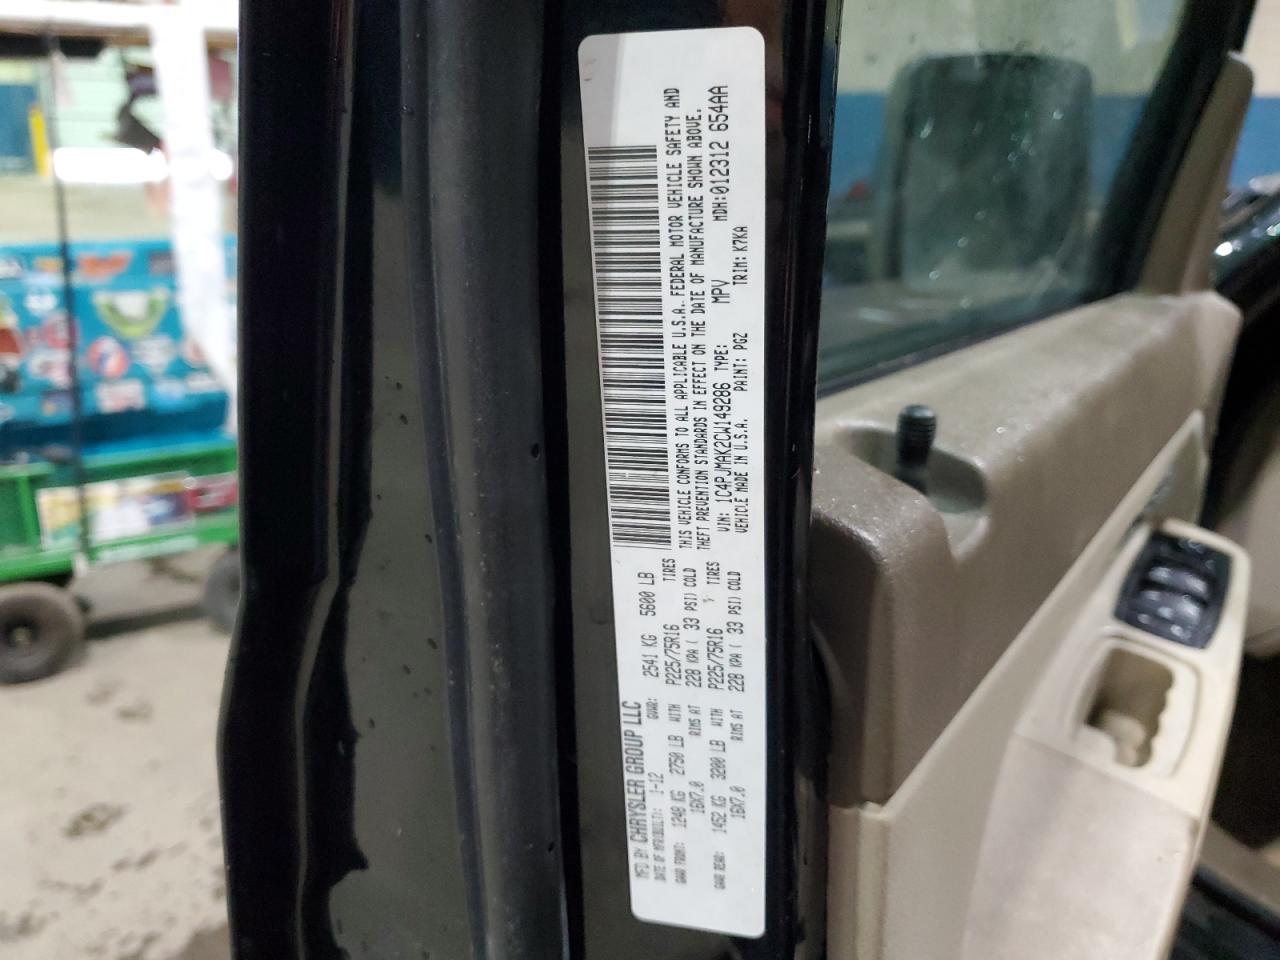 MFD BY CHRYSLER GROUP LLC
DATE OF MFR(BUILT): 1-12 GVWR: 2541 KG 5600 LB
GAWR FRONT: 1248 KG 2750 LB WITH P225/75R16 TIRES
16X7.0 RIMS AT 228 KPA ( 33 PSI) COLD
GAWR REAR: 1452 KG 3200 LB WITH P225/75R16 TIRES
16X7.0 RIMS AT 228 KPA ( 33 PSI) COLD
THIS VEHICLE CONFORMS TO ALL APPLICABLE U.S.A. FEDERAL MOTOR VEHICLE SAFETY AND
THEFT PREVENTION STANDARDS IN EFFECT ON THE DATE OF MANUFACTURE SHOWN ABOVE.
VIN: 1C4PJMAK2CW149286 TYPE: MPV MDH:012312 654AA
VEHICLE MADE IN U.S.A. PAINT: PGZ TRIM: K7KA